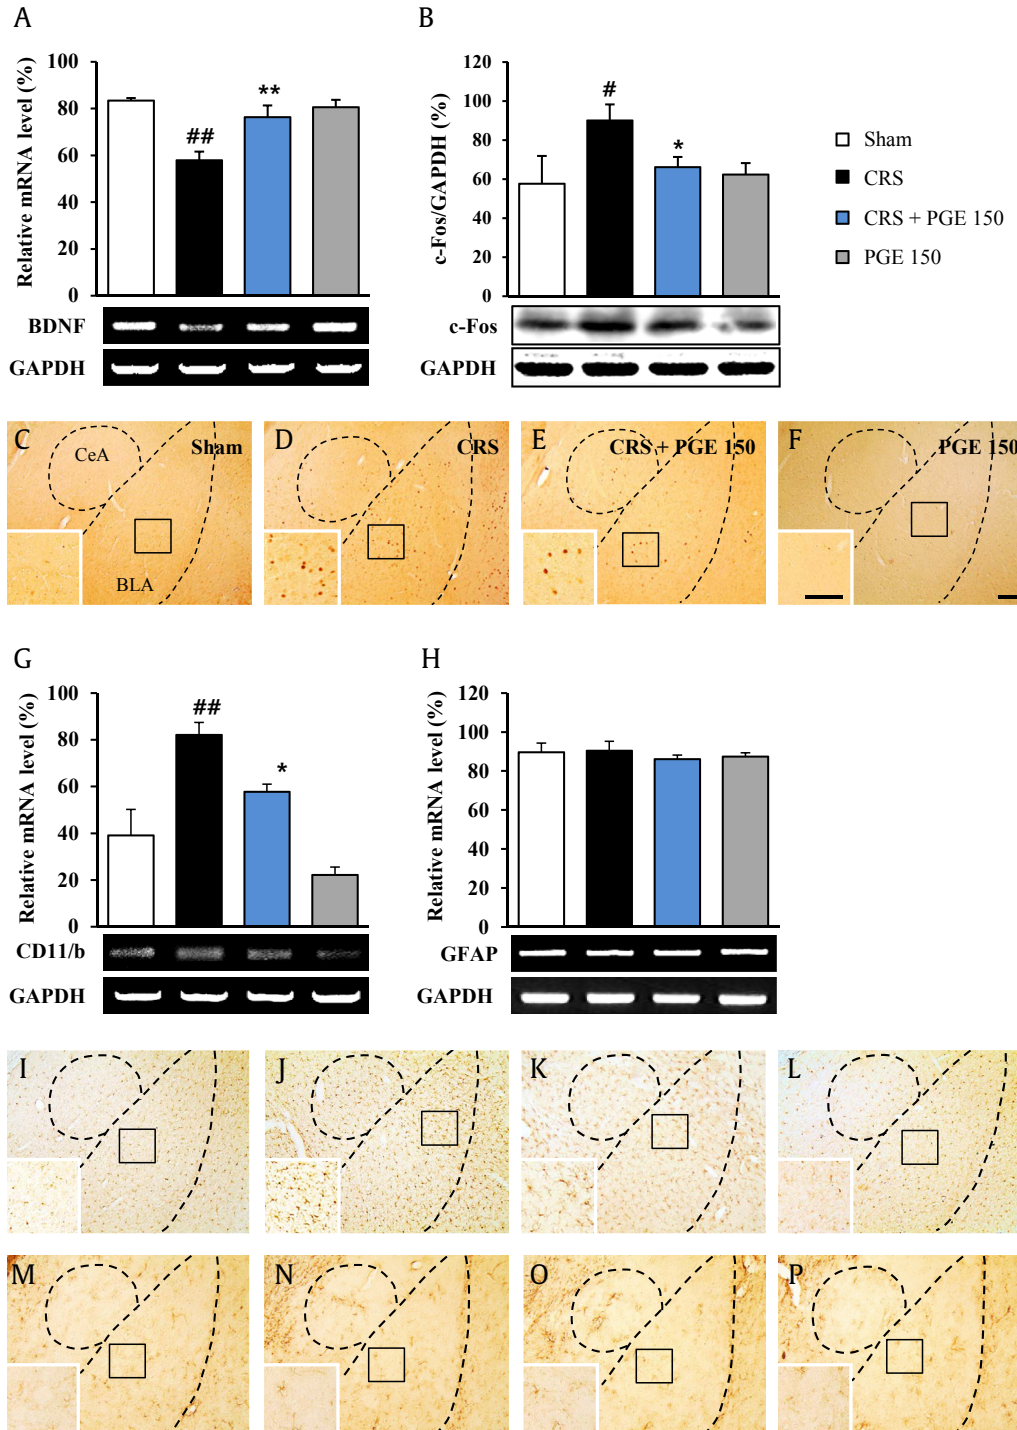 A
B
Relative mRNA level (%)
100
80
60
40
20
0
##
**
BDNF
GAPDH
c-Fos/GAPDH (%)
120
100
80
60
40
20
0
#
*
c-Fos
GAPDH
Sham
CRS
CRS + PGE 150
PGE 150
C
CeA
Sham
BLA
D
CRS
E
CRS + PGE 150
F
PGE 150
G
H
Relative mRNA level (%)
100
80
60
40
20
0
##
*
CD11/b
GAPDH
Relative mRNA level (%)
120
100
80
60
40
20
0
GFAP
GAPDH
I
J
K
L
M
N
O
P